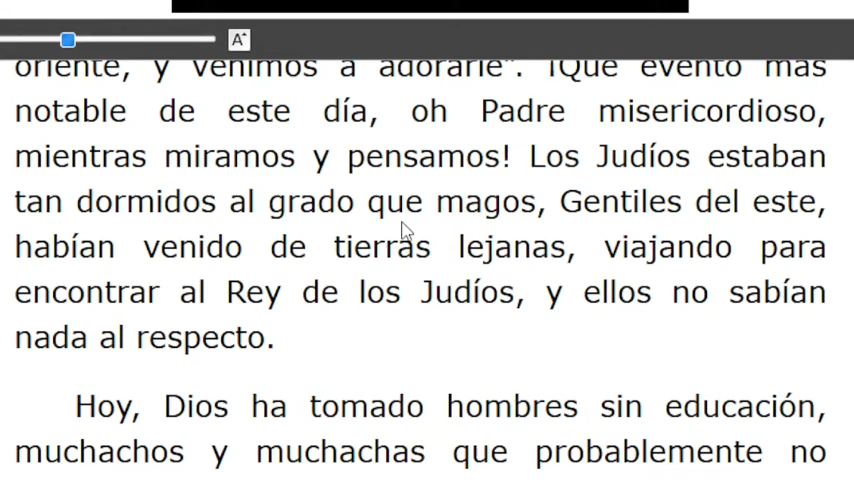 oriente, y venimos a adorarle”. ¡Qué evento más
notable de este día, oh Padre misericordioso,
mientras miramos y pensamos! Los Judíos estaban
tan dormidos al grado que magos, Gentiles del este,
habían venido de tierras lejanas, viajando para
encontrar al Rey de los Judíos, y ellos no sabían
nada al respecto.
Hoy, Dios ha tomado hombres sin educación,
muchachos y muchachas que probablemente no